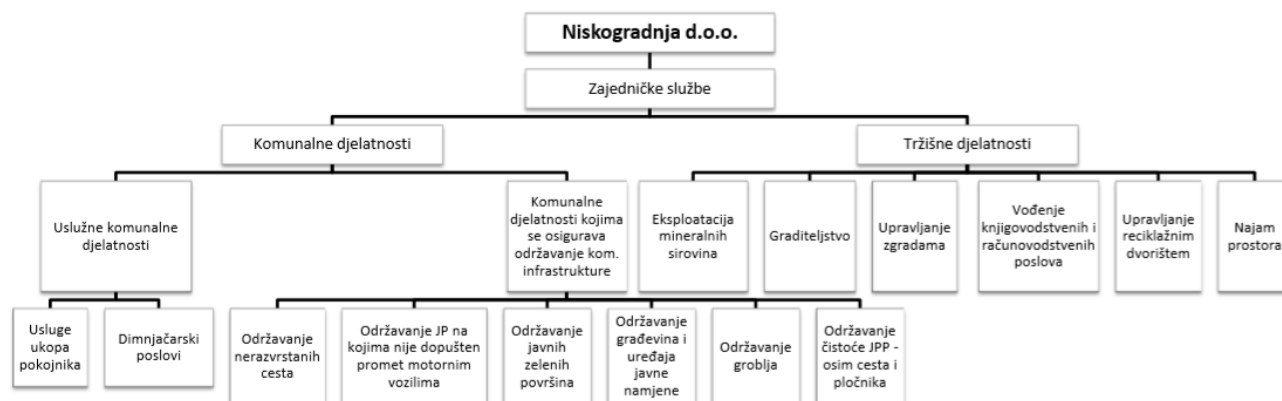 Niskogradnja d.o.o.
Zajedničke službe
Komunalne djelatnosti
Tržišne djelatnosti
Uslužne komunalne
djelatnosti
Komunalne
djelatnosti kojima
se osigurava
održavanje kom.
infrastrukture
Eksploatacija
mineralnih
sirovina
Graditeljstvo
Upravljanje
zgradama
Vođenje
knjigovodstvenih i
računovodstvenih
poslova
Upravljanje
reciklažnim
dvorištem
Najam
prostora
Usluge
ukopa
pokojnika
Dimnjačarski
poslovi
Održavanje
nerazvrstanih
cesta
Održavanje JP na
kojima nije dopušten
promet motornim
vozilima
Održavanje
javnih
zelenih
površina
Održavanje
građevina i
uređaja
javne
namjene
Održavanje
groblja
Održavanje
čistoće JPP -
osim cesta i
pločnika